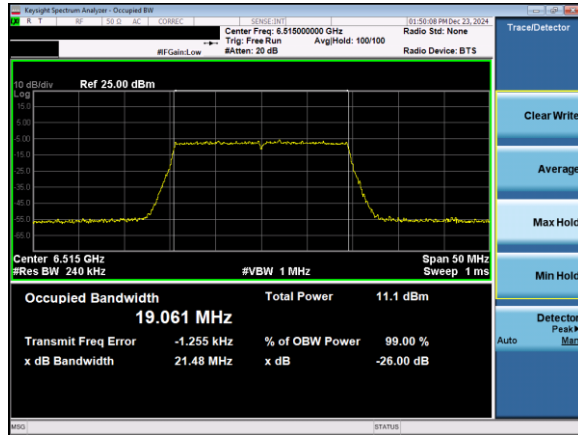 Keysight Spectrum Analyzer - Occupied BW
R T RF 50 Ω AC CORREC SENSE:INT 01:50:08 PM Dec 23, 2024
Center Freq: 6.515000000 GHz Radio Std: None
Trig: Free Run Avg|Hold: 100/100
#IFGain:Low #Atten: 20 dB Radio Device: BTS
Trace/Detector
10 dB/div Ref 25.00 dBm
Log
15.0
5.00
-5.00
-15.0
-25.0
-35.0
-45.0
-55.0
-65.0
Center 6.515 GHz Span 50 MHz
#Res BW 240 kHz #VBW 1 MHz Sweep 1 ms
Occupied Bandwidth Total Power 11.1 dBm
19.061 MHz
Transmit Freq Error -1.255 kHz % of OBW Power 99.00 %
x dB Bandwidth 21.48 MHz x dB -26.00 dB
Clear Write
Average
Max Hold
Min Hold
Detector
Peak
Auto Man
MSG STATUS